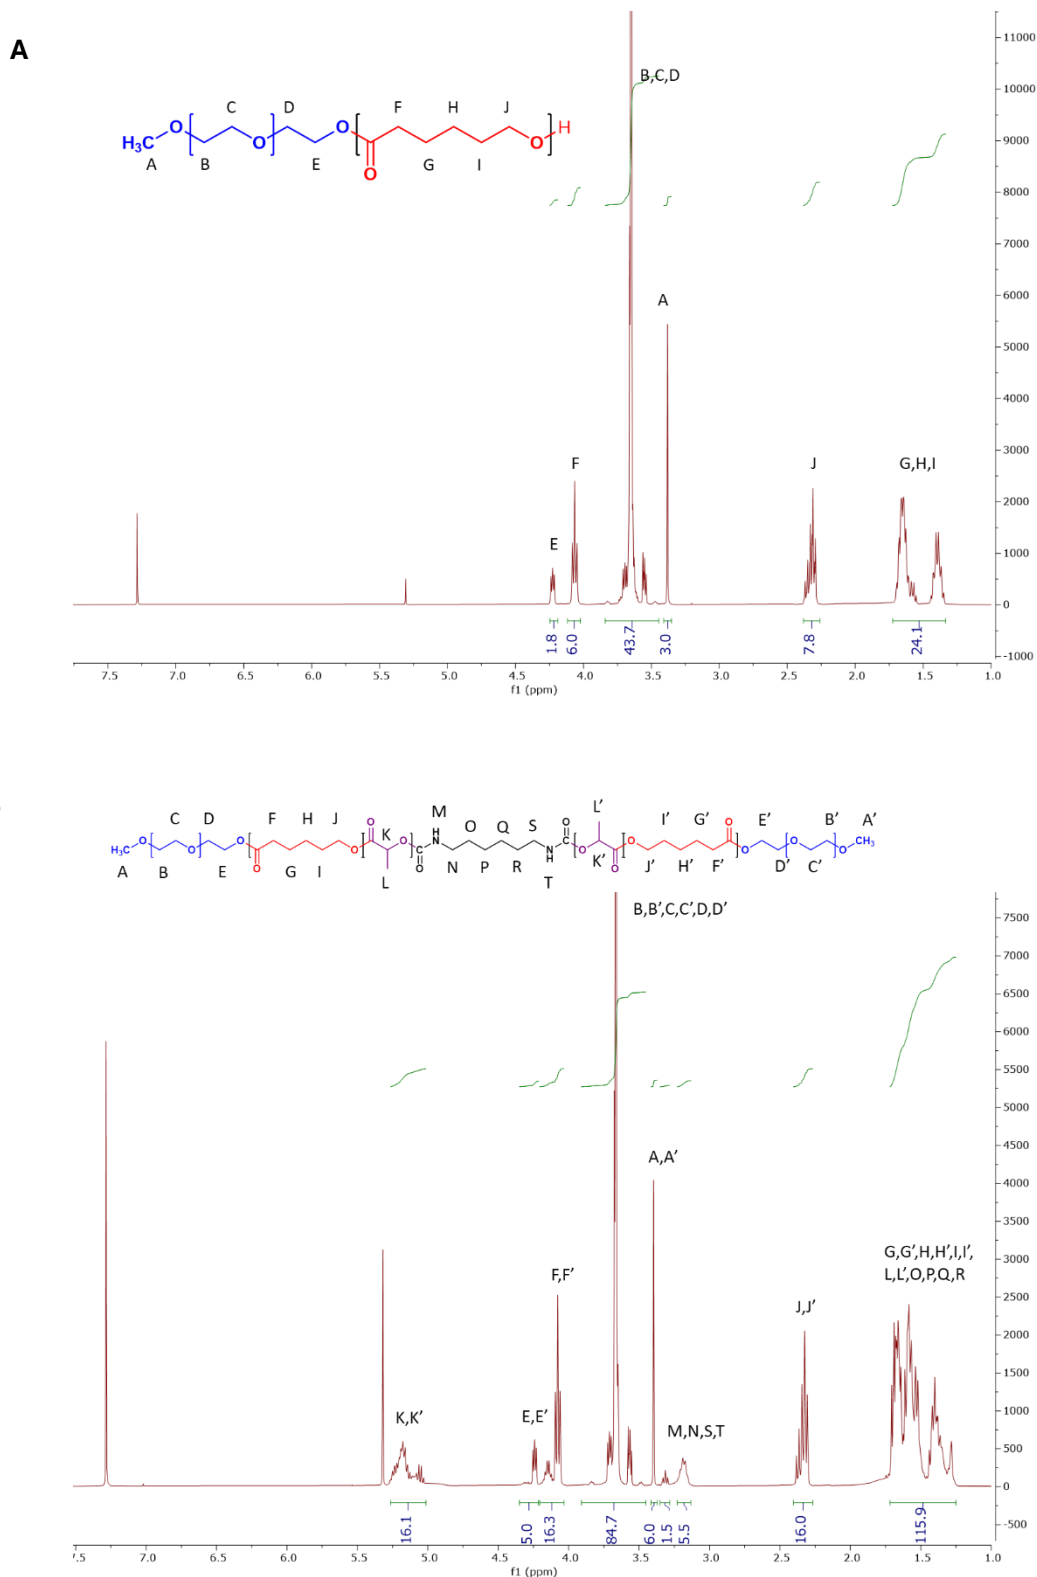 A
11000
10000
9000
8000
7000
6000
5000
4000
3000
2000
1000
0
-1000
C D F H J
H₃C O O O O H
A B E O G I
B,C,D
A
F
E
J
G,H,I
1.8 6.0 43.7 3.0 7.8 24.1
7.5 7.0 6.5 6.0 5.5 5.0 4.5 4.0 3.5 3.0 2.5 2.0 1.5 1.0
f1 (ppm)
L'
C D F H J O K M O Q S O I' G' O E' B' A'
H₃C O O O O O O N H N H O O O O O O CH₃
A B E O G I L O N P R T K' O J' H' F' D' C'
B,B',C,C',D,D'
7500
7000
6500
6000
5500
5000
4500
4000
3500
3000
2500
2000
1500
1000
500
0
-500
A,A'
G,G',H,H',I,I',
L,L',O,P,Q,R
F,F'
J,J'
K,K'
E,E'
M,N,S,T
16.1 5.0 16.3 84.7 6.0 1.5 5.5 16.0 115.9
7.5 7.0 6.5 6.0 5.5 5.0 4.5 4.0 3.5 3.0 2.5 2.0 1.5 1.0
f1 (ppm)